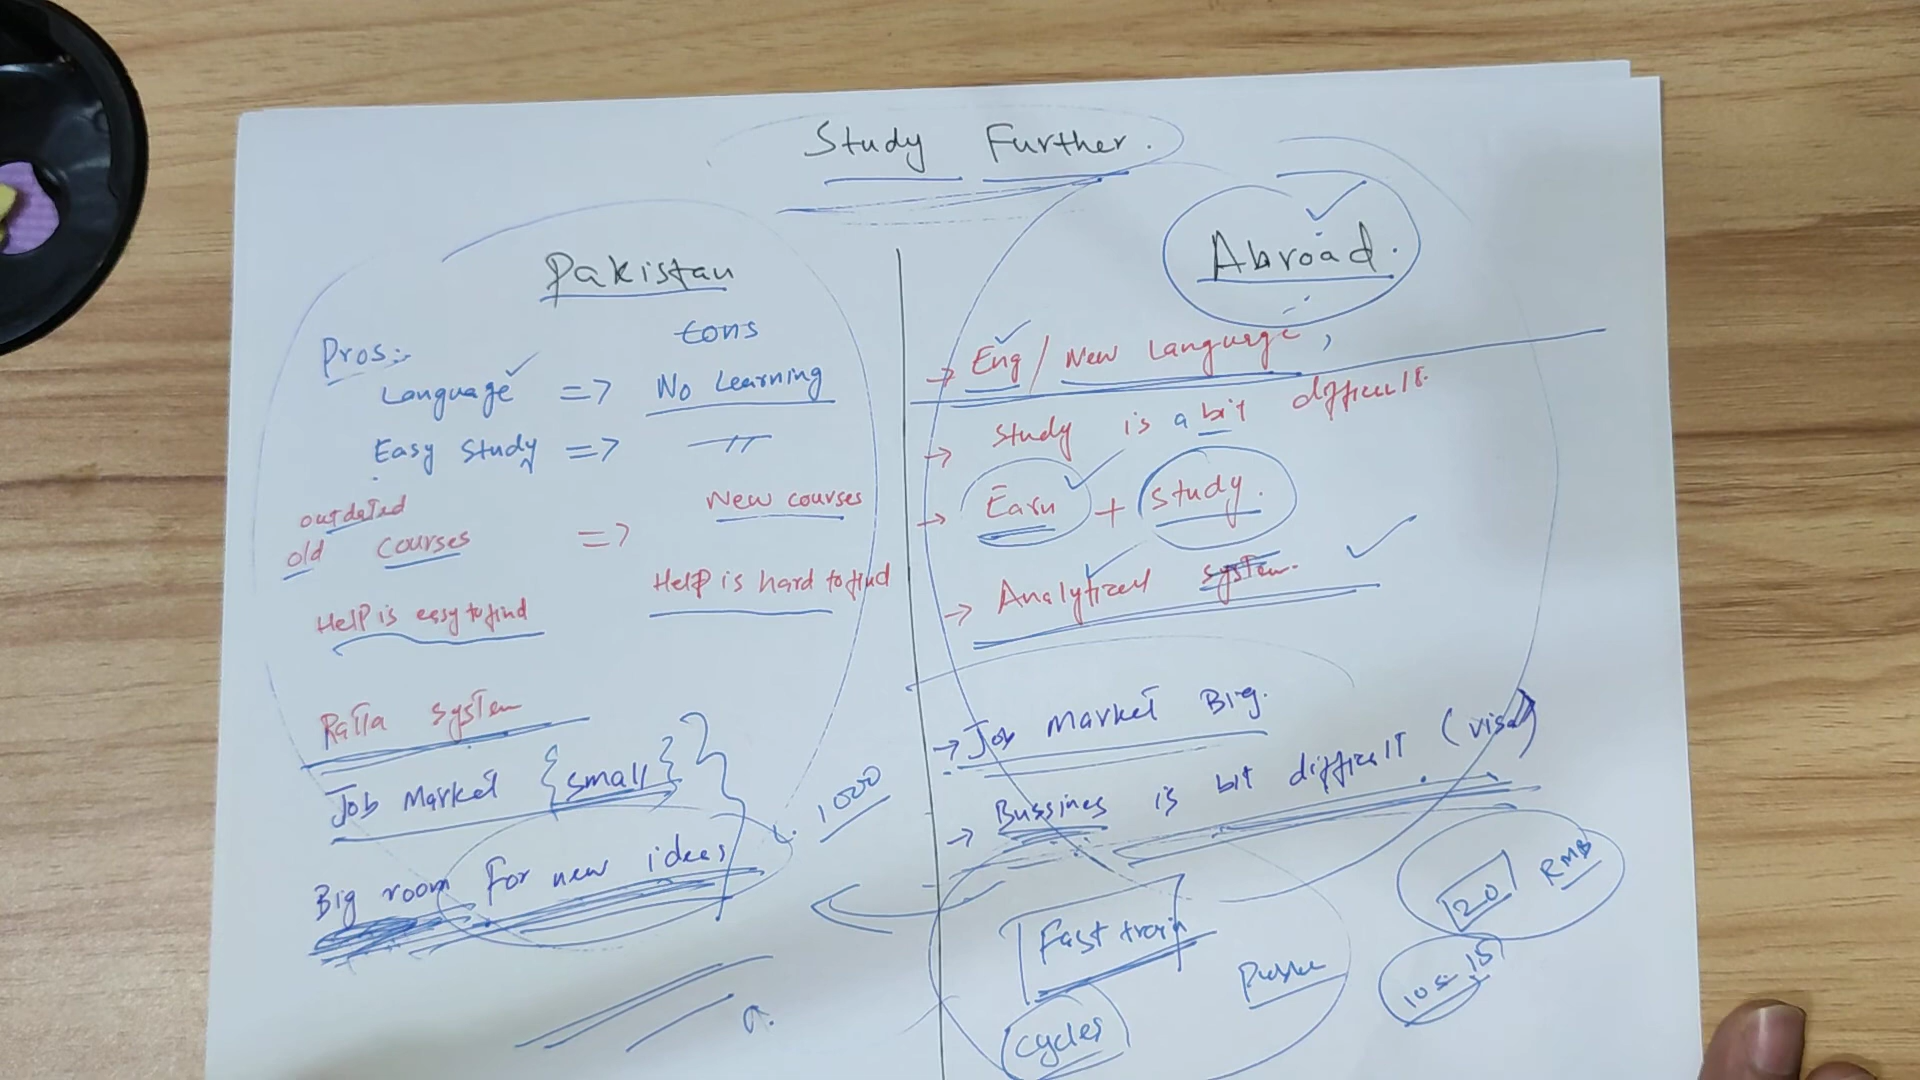 Study Further.
Pakistan
Pros:-
cons
Language => No Learning
Easy Study => -//-
outdated
old courses => New courses
Help is easy to find
Help is hard to find
Ratta system
Job Market {small}
1000
Big room for new ideas
Abroad.
→ Eng / New Language,
→ Study is a bit difficult.
→ Earn + Study.
→ Analytical system.
→ Job Market Big.
→ Bussines is bit difficult (visa)
Fast train
120 RMB
10 - 15
cycles